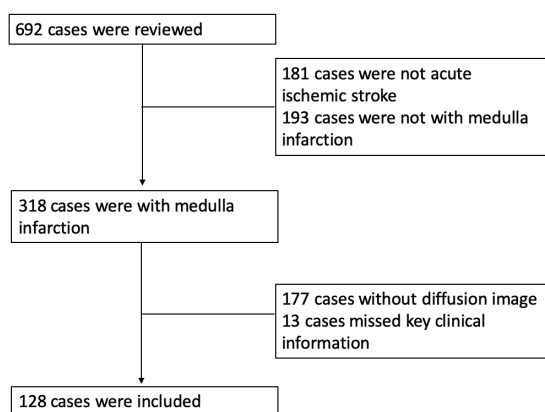 692 cases were reviewed
181 cases were not acute
ischemic stroke
193 cases were not with medulla
infarction
318 cases were with medulla
infarction
177 cases without diffusion image
13 cases missed key clinical
information
128 cases were included